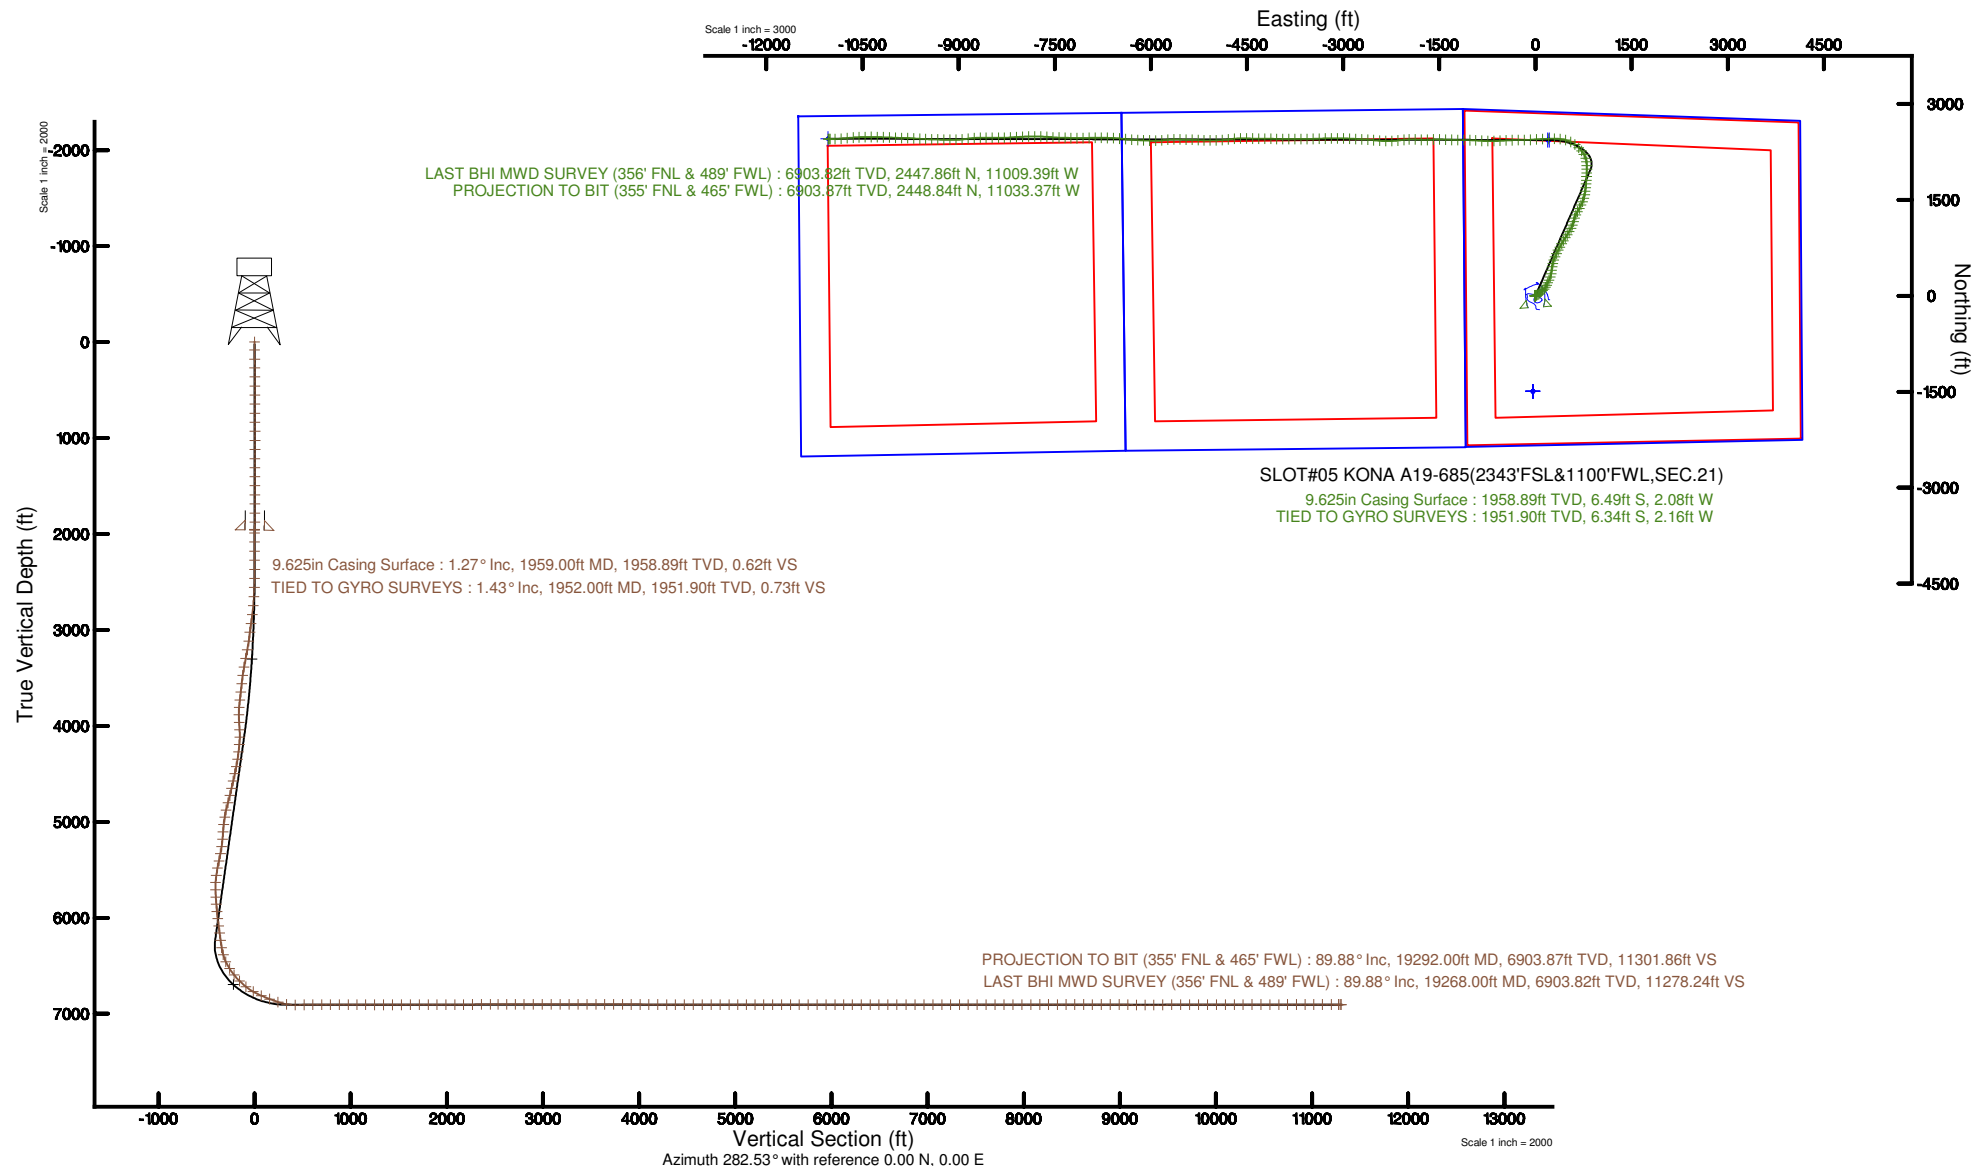 Easting (ft)
Scale 1 inch = 3000
-12000 -10500 -9000 -7500 -6000 -4500 -3000 -1500 0 1500 3000 4500
3000
1500
0
-1500
-3000
-4500
Northing (ft)
Scale 1 inch = 2000
-2000
-1000
0
1000
2000
3000
4000
5000
6000
7000
True Vertical Depth (ft)
LAST BHI MWD SURVEY (356' FNL & 489' FWL) : 6903.82ft TVD, 2447.86ft N, 11009.39ft W
PROJECTION TO BIT (355' FNL & 465' FWL) : 6903.87ft TVD, 2448.84ft N, 11033.37ft W
SLOT#05 KONA A19-685(2343'FSL&1100'FWL,SEC.21)
9.625in Casing Surface : 1958.89ft TVD, 6.49ft S, 2.08ft W
TIED TO GYRO SURVEYS : 1951.90ft TVD, 6.34ft S, 2.16ft W
9.625in Casing Surface : 1.27° Inc, 1959.00ft MD, 1958.89ft TVD, 0.62ft VS
TIED TO GYRO SURVEYS : 1.43° Inc, 1952.00ft MD, 1951.90ft TVD, 0.73ft VS
PROJECTION TO BIT (355' FNL & 465' FWL) : 89.88° Inc, 19292.00ft MD, 6903.87ft TVD, 11301.86ft VS
LAST BHI MWD SURVEY (356' FNL & 489' FWL) : 89.88° Inc, 19268.00ft MD, 6903.82ft TVD, 11278.24ft VS
-1000 0 1000 2000 3000 4000 5000 6000 7000 8000 9000 10000 11000 12000 13000
Vertical Section (ft)
Scale 1 inch = 2000
Azimuth 282.53° with reference 0.00 N, 0.00 E